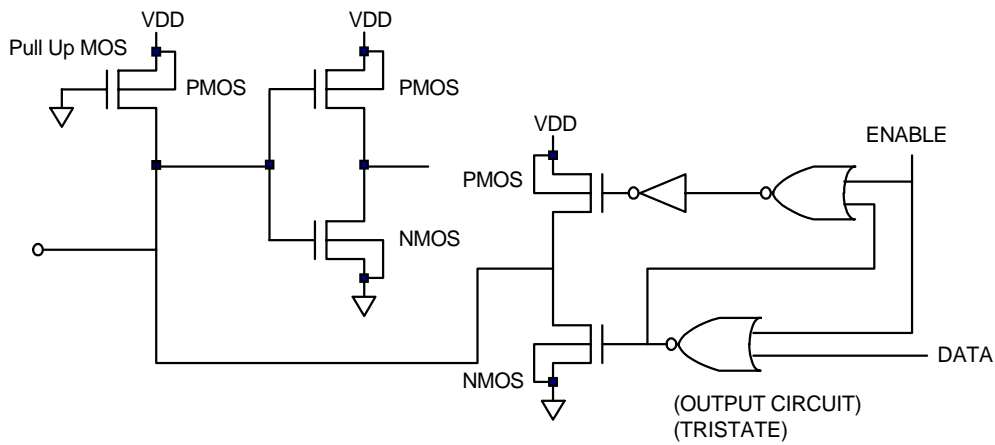 VDD
VDD
Pull Up MOS
PMOS
PMOS
VDD
ENABLE
PMOS
NMOS
DATA
NMOS
(OUTPUT CIRCUIT)
(TRISTATE)